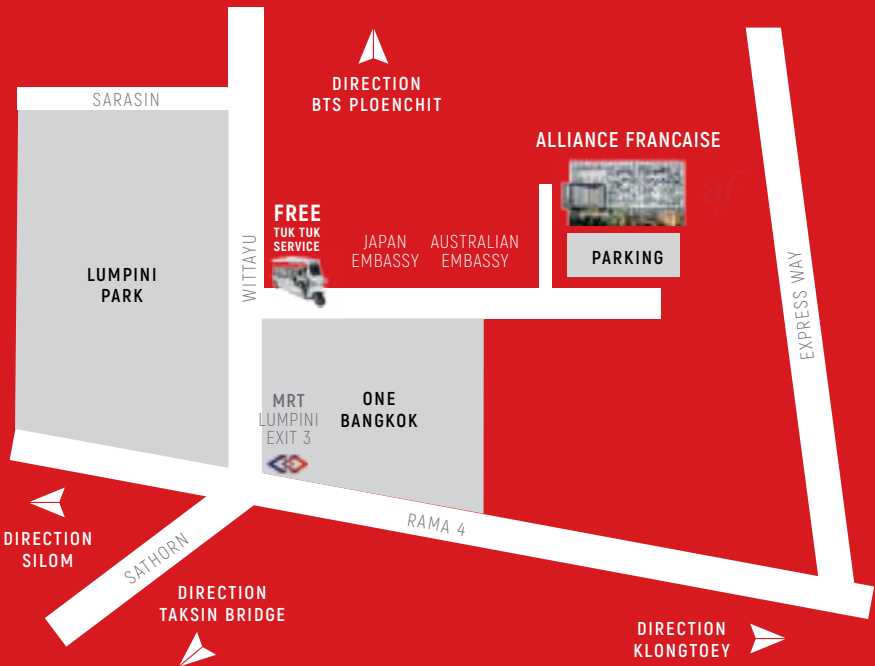 DIRECTION
BTS PLOENCHIT
SARASIN
ALLIANCE FRANCAISE
af
FREE
TUK TUK
SERVICE
WITTAYU
JAPAN
EMBASSY
AUSTRALIAN
EMBASSY
PARKING
EXPRESS WAY
LUMPINI
PARK
MRT
LUMPINI
EXIT 3
ONE
BANGKOK
RAMA 4
DIRECTION
SILOM
SATHORN
DIRECTION
TAKSIN BRIDGE
DIRECTION
KLONGTOEY